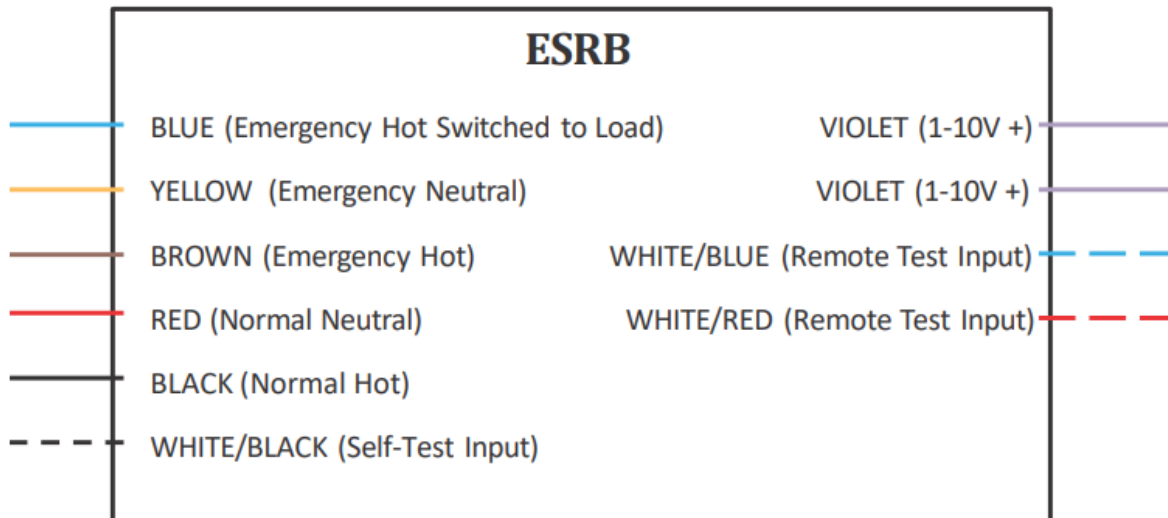 ESRB
BLUE (Emergency Hot Switched to Load)
YELLOW (Emergency Neutral)
BROWN (Emergency Hot)
RED (Normal Neutral)
BLACK (Normal Hot)
WHITE/BLACK (Self-Test Input)
VIOLET (1-10V +)
VIOLET (1-10V +)
WHITE/BLUE (Remote Test Input)
WHITE/RED (Remote Test Input)